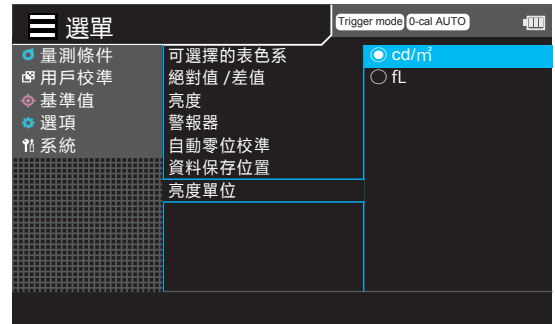 選單
Trigger mode 0-cal AUTO
量測條件
用戶校準
基準值
選項
系統
可選擇的表色系
絕對值 /差值
亮度
警報器
自動零位校準
資料保存位置
亮度單位
cd/㎡
fL